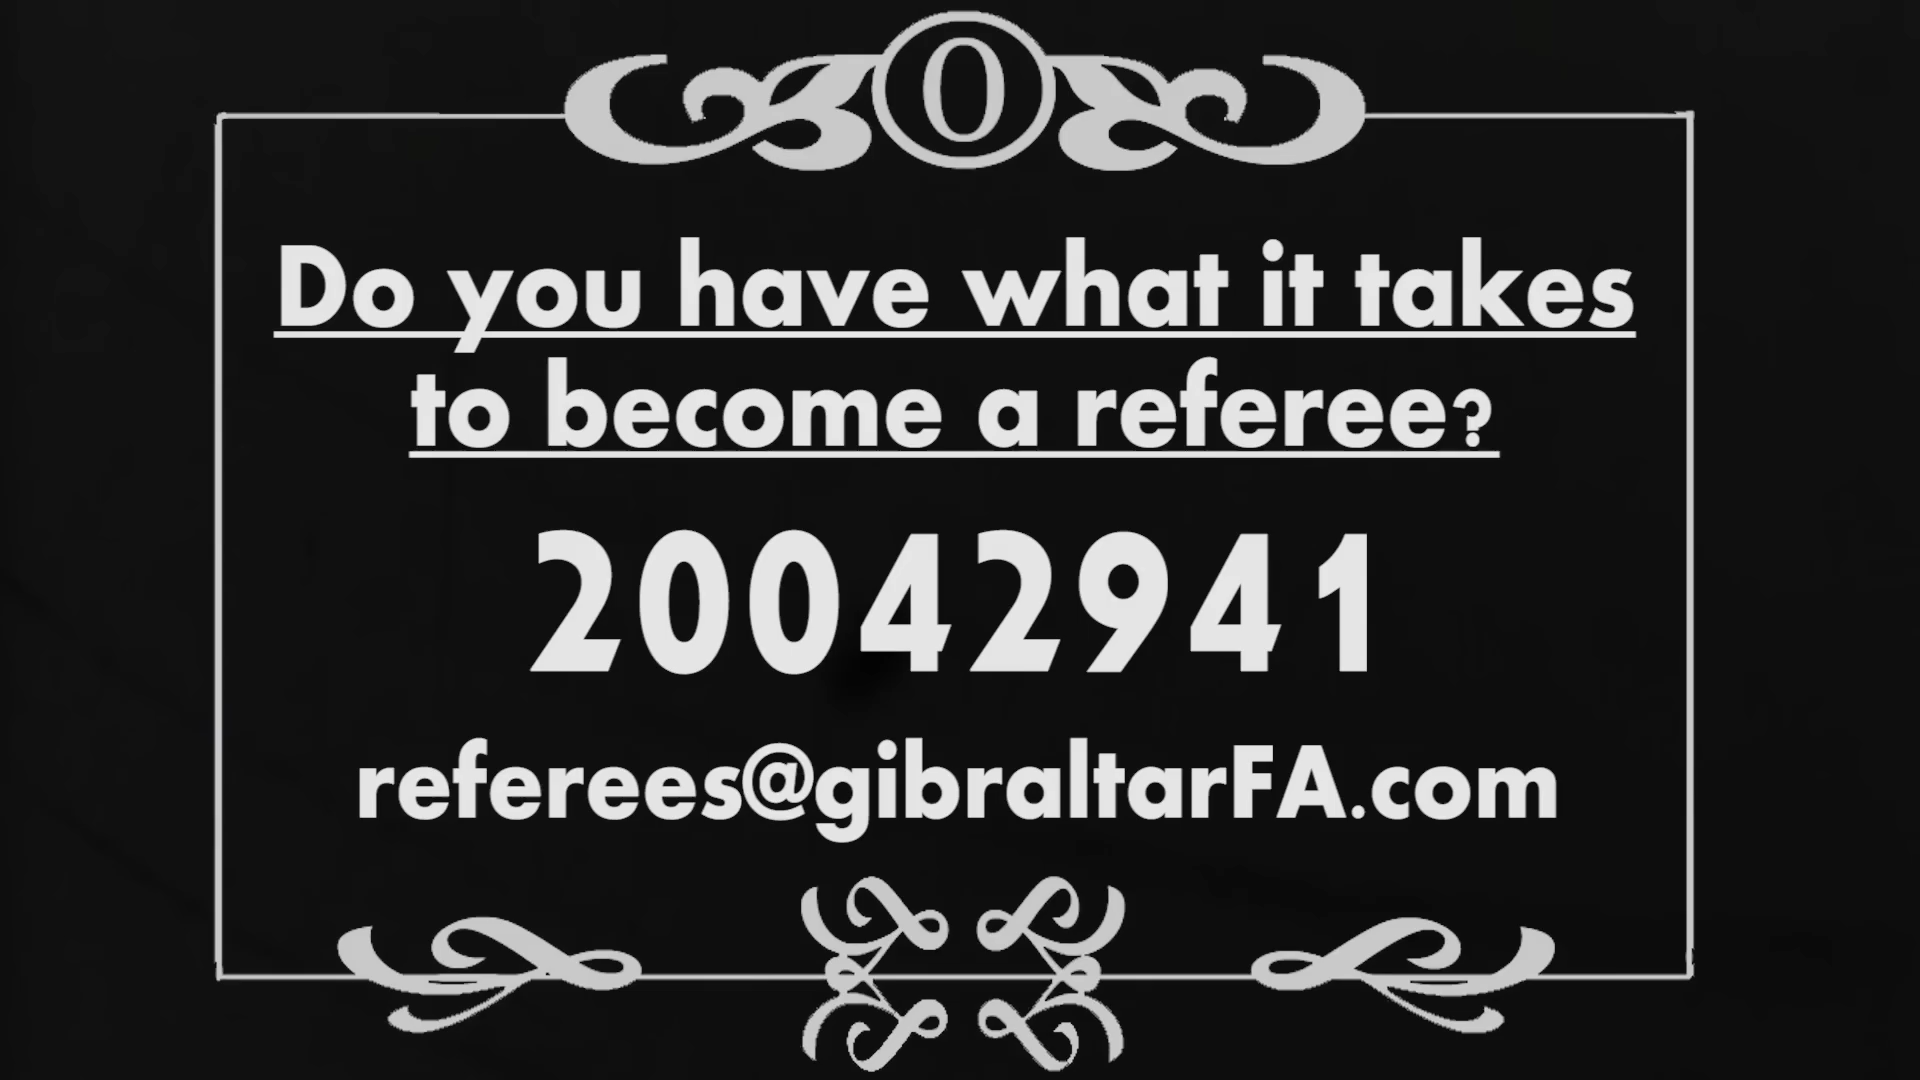 0
Do you have what it takes
to become a referee?
20042941
referees@gibraltarFA.com